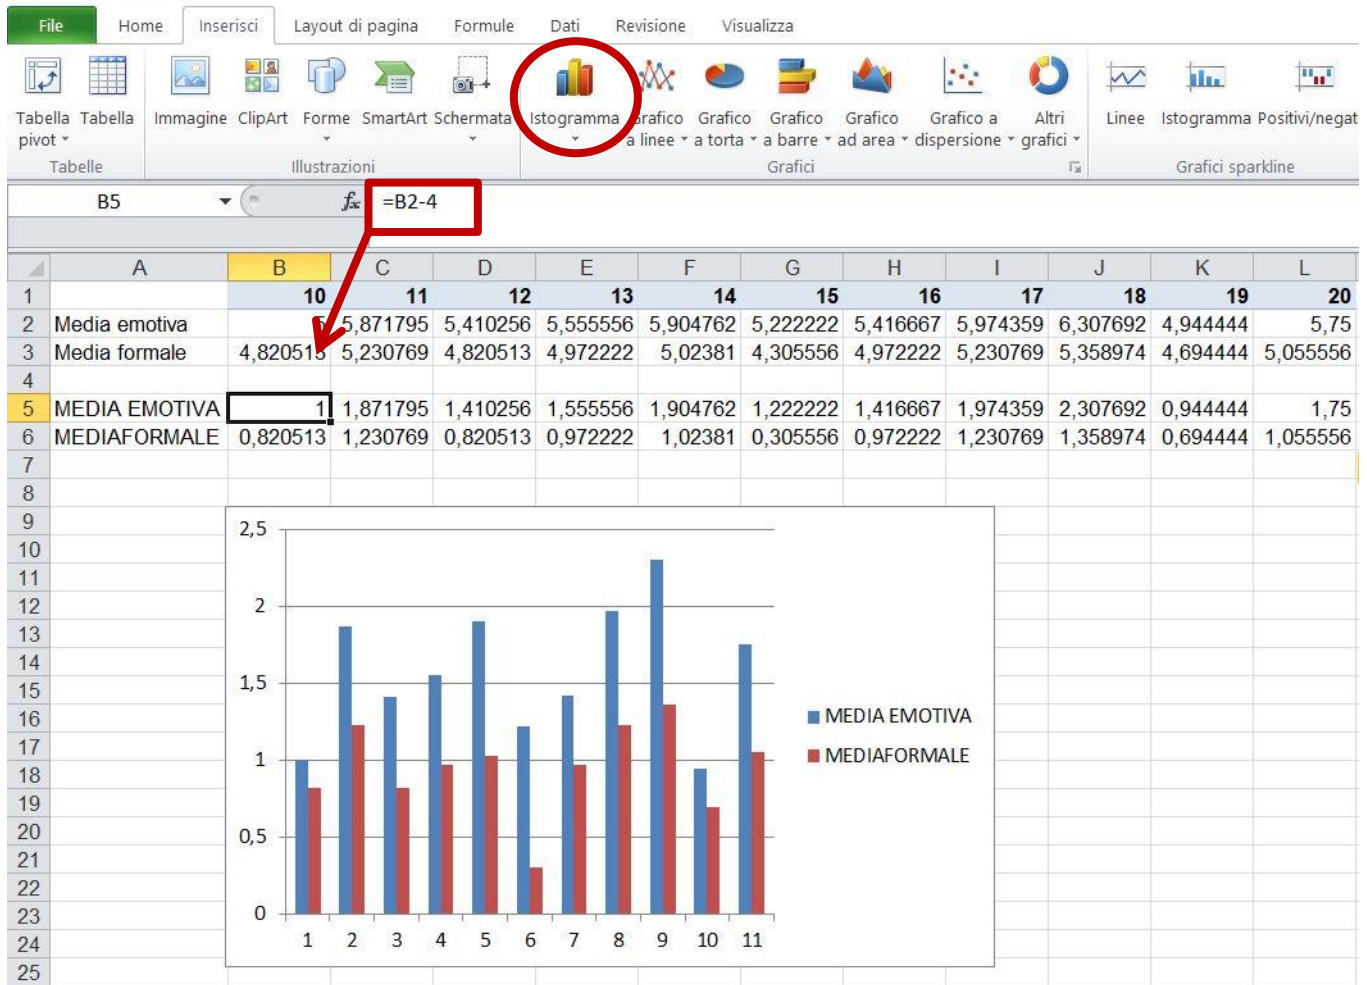 File Home Inserisci Layout di pagina Formule Dati Revisione Visualizza
Tabella pivot Tabella Immagine ClipArt Forme SmartArt Schermata Istogramma Grafico a linee Grafico a torta Grafico a barre Grafico ad area Grafico a dispersione Altri grafici Linee Istogramma Positivi/negat
Tabelle Illustrazioni Grafici Grafici sparkline
B5 fx =B2-4
A B C D E F G H I J K L
1 10 11 12 13 14 15 16 17 18 19 20
2 Media emotiva 5,871795 5,410256 5,555556 5,904762 5,222222 5,416667 5,974359 6,307692 4,944444 5,75
3 Media formale 4,820513 5,230769 4,820513 4,972222 5,02381 4,305556 4,972222 5,230769 5,358974 4,694444 5,055556
4
5 MEDIA EMOTIVA 1 1,871795 1,410256 1,555556 1,904762 1,222222 1,416667 1,974359 2,307692 0,944444 1,75
6 MEDIAFORMALE 0,820513 1,230769 0,820513 0,972222 1,02381 0,305556 0,972222 1,230769 1,358974 0,694444 1,055556
7
8
9
10
11
12
13
14
15
16
17
18
19
20
21
22
23
24
25
2,5
2
1,5
1
0,5
0
1 2 3 4 5 6 7 8 9 10 11
MEDIA EMOTIVA
MEDIAFORMALE